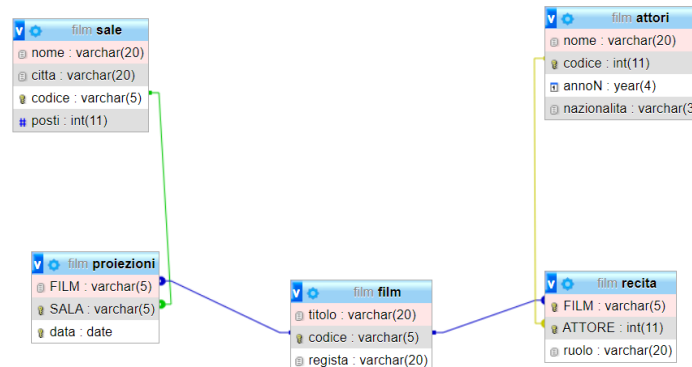 film sale
nome : varchar(20)
citta : varchar(20)
codice : varchar(5)
# posti : int(11)
film attori
nome : varchar(20)
codice : int(11)
annoN : year(4)
nazionalita : varchar(3
film proiezioni
FILM : varchar(5)
SALA : varchar(5)
data : date
film film
titolo : varchar(20)
codice : varchar(5)
regista : varchar(20)
film recita
FILM : varchar(5)
ATTORE : int(11)
ruolo : varchar(20)